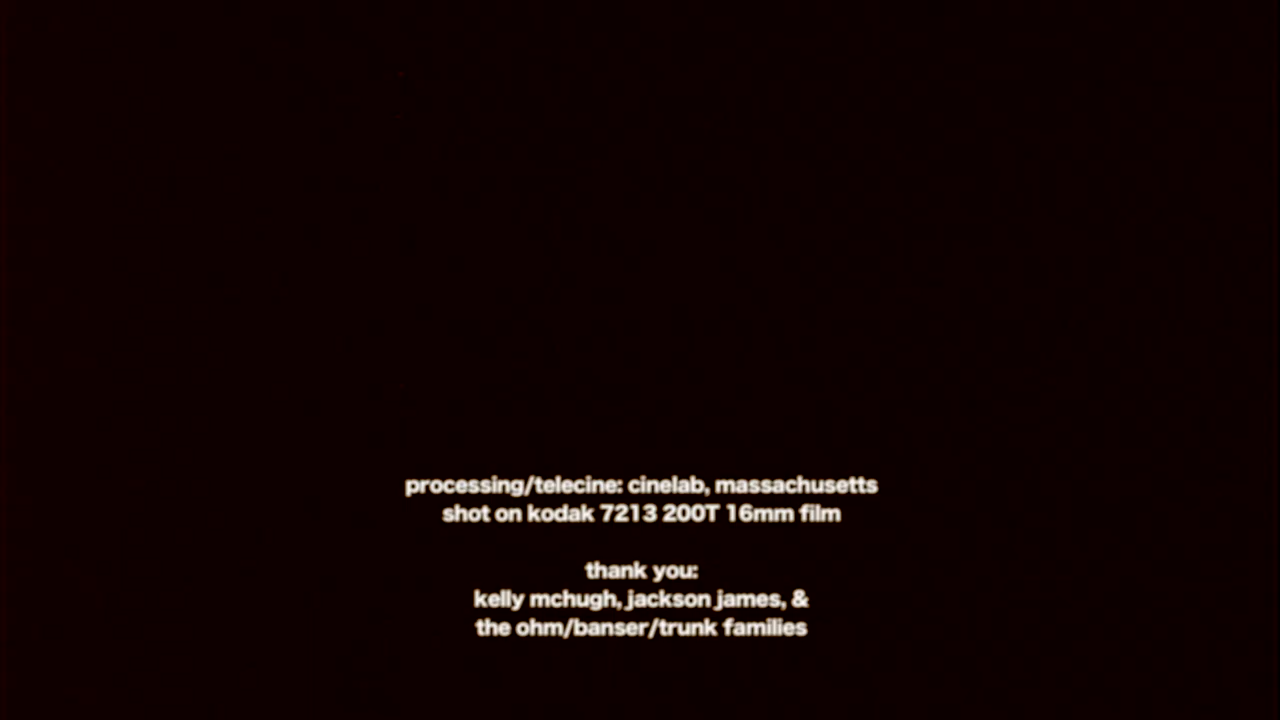 processing/telecine: cinelab, massachusetts
shot on kodak 7213 200T 16mm film
thank you:
kelly mchugh, jackson james, &
the ohm/banser/trunk families